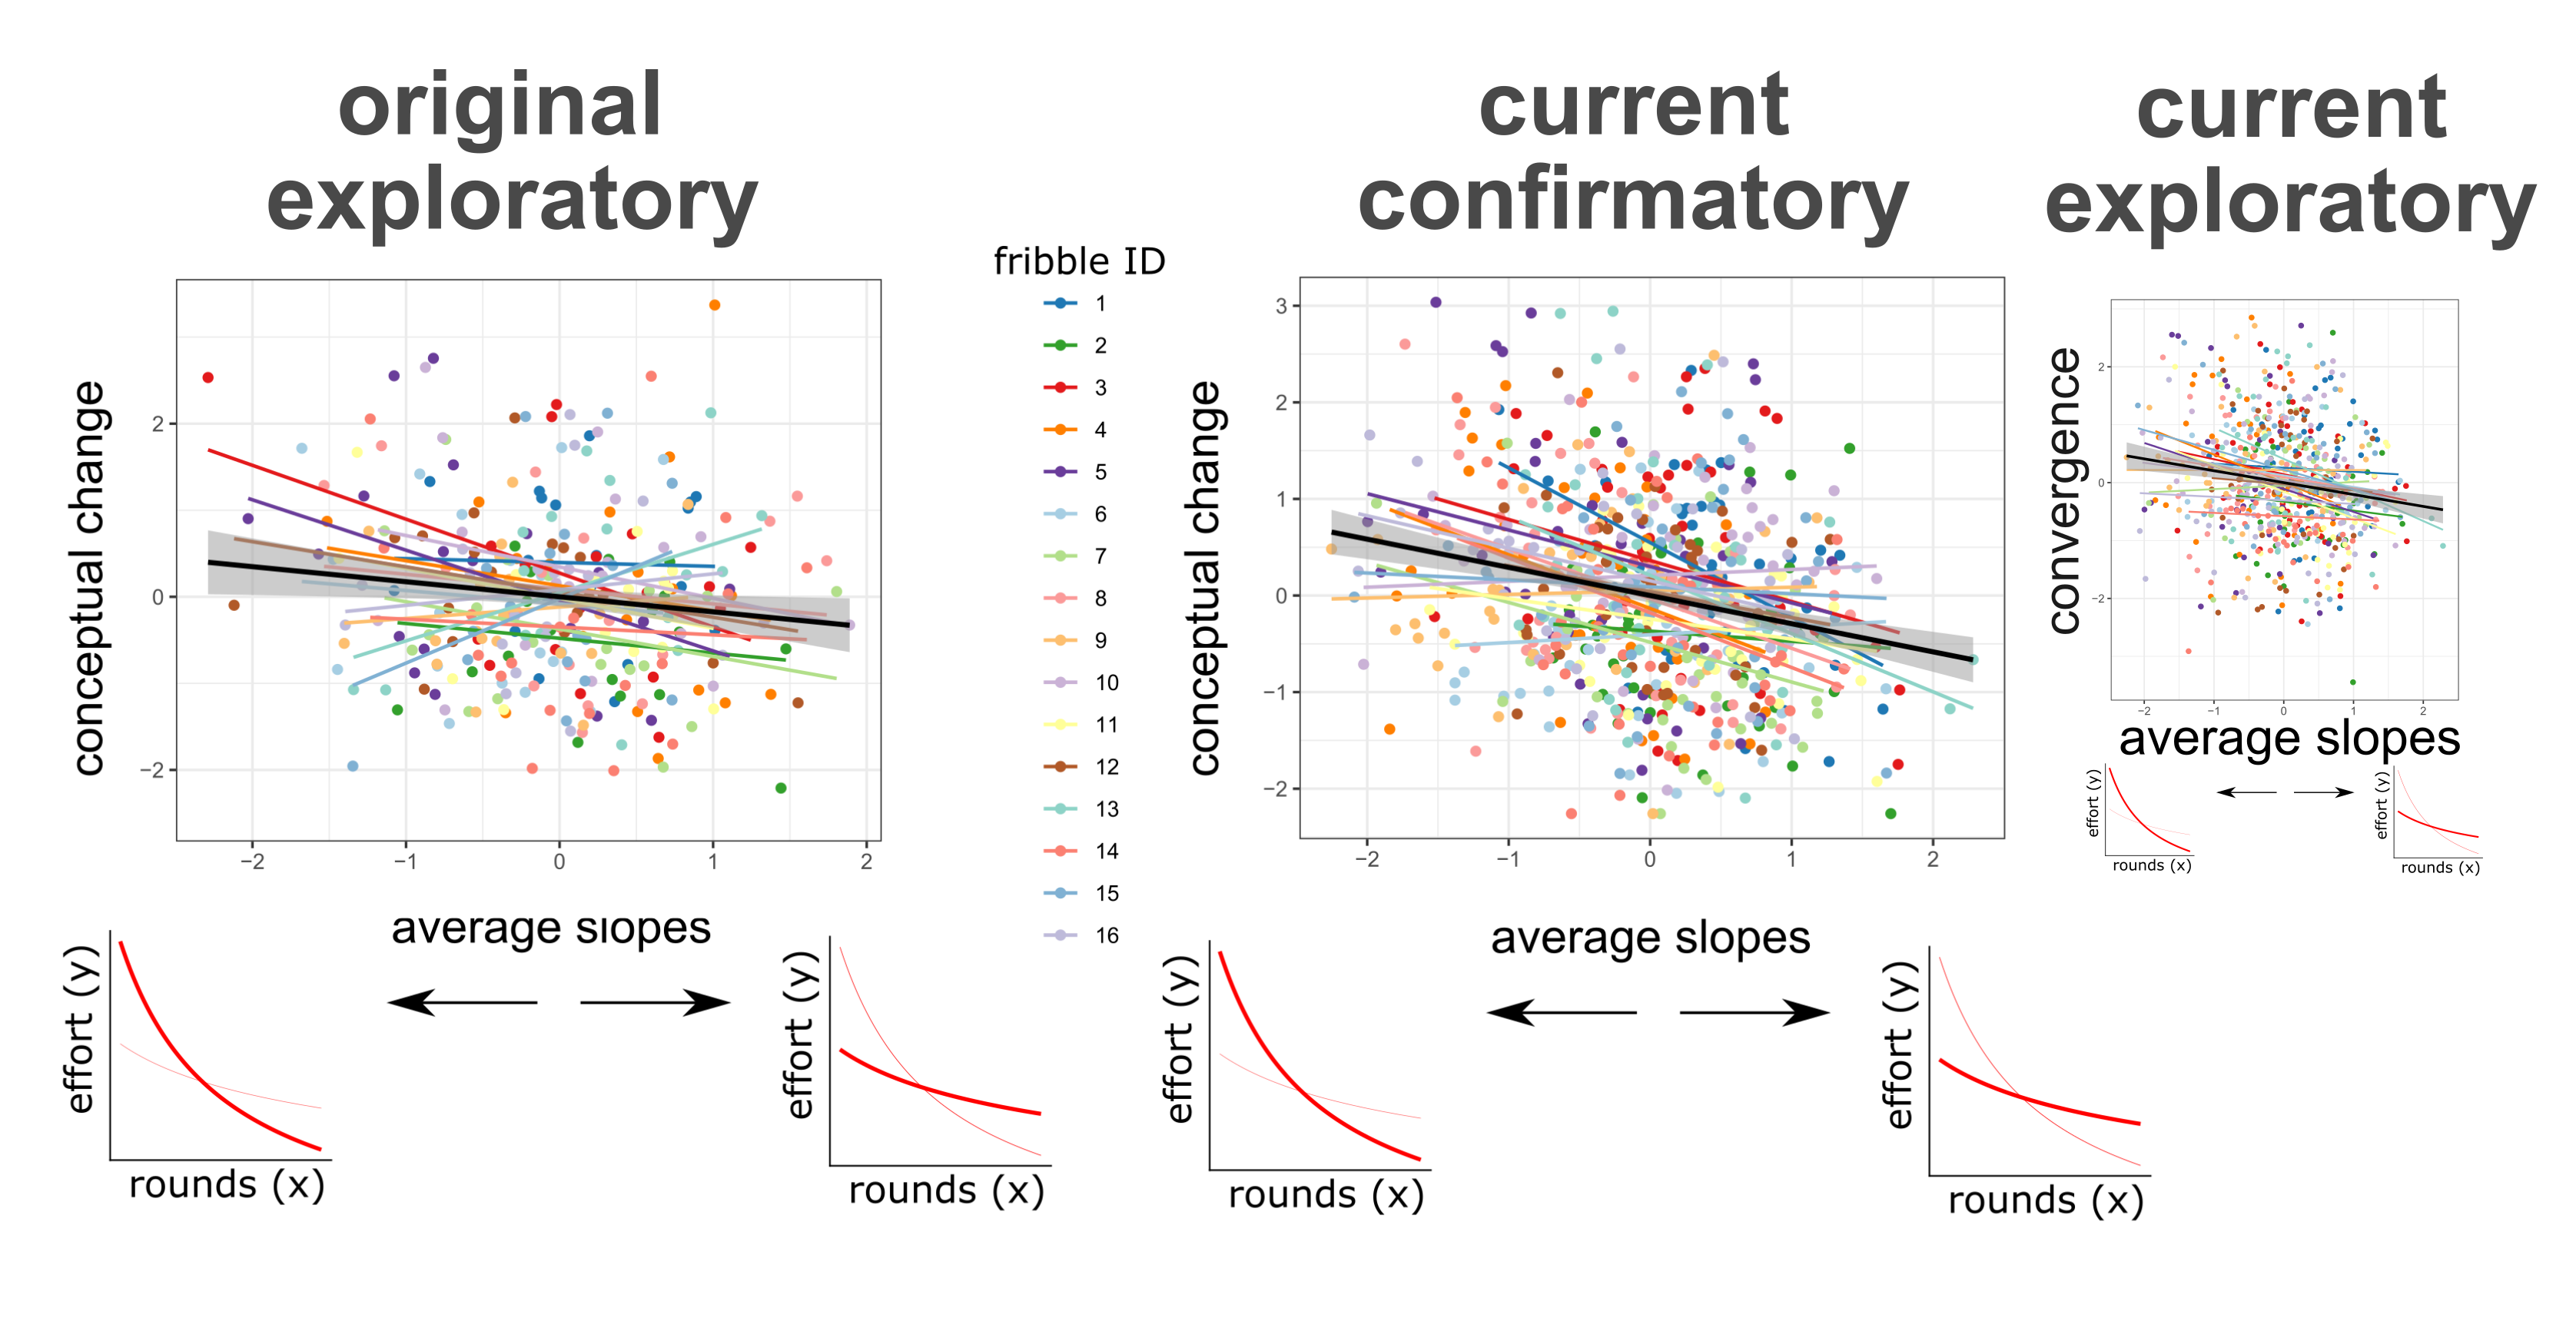 original
exploratory
conceptual change
2
0
−2
−2
−1
0
1
2
average slopes
effort (y)
rounds (x)
effort (y)
rounds (x)
fribble ID
1
2
3
4
5
6
7
8
9
10
11
12
13
14
15
16
current
confirmatory
conceptual change
3
2
1
0
−1
−2
−2
−1
0
1
2
average slopes
effort (y)
rounds (x)
effort (y)
rounds (x)
current
exploratory
convergence
2
0
−2
−2
−1
0
1
2
average slopes
effort (y)
rounds (x)
effort (y)
rounds (x)